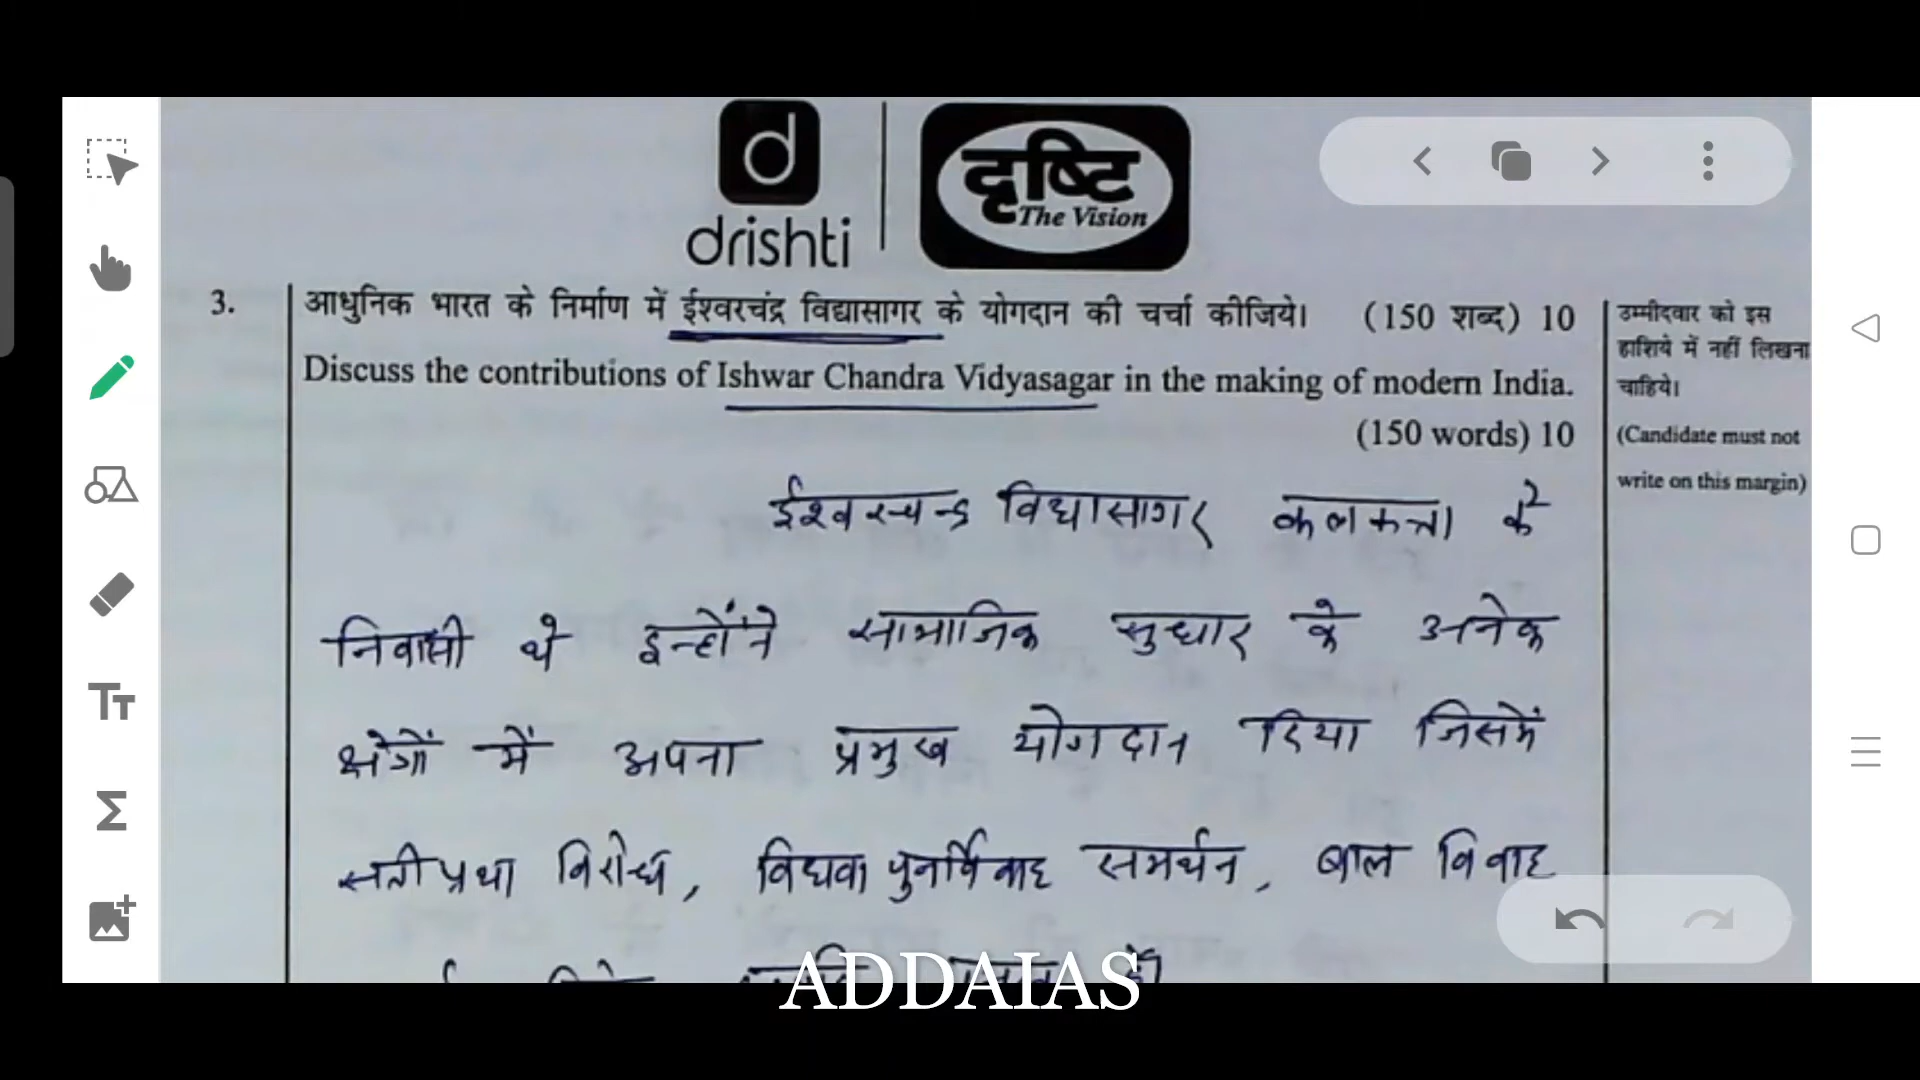 d
drishti
दृष्टि
The Vision
3. आधुनिक भारत के निर्माण में ईश्वरचंद्र विद्यासागर के योगदान की चर्चा कीजिये। (150 शब्द) 10
Discuss the contributions of Ishwar Chandra Vidyasagar in the making of modern India.
(150 words) 10
उम्मीदवार को इस
हाशिये में नहीं लिखना
चाहिये।
(Candidate must not
write on this margin)
ईश्वरचन्द्र विद्यासागर कलकत्ता के
निवासी थे इन्होंने सामाजिक सुधार के अनेक
क्षेत्रों में अपना प्रमुख योगदान दिया जिसमें
सतीप्रथा विरोध, विधवा पुनर्विवाह समर्थन, बाल विवाह
TT
Σ
ADDAIAS